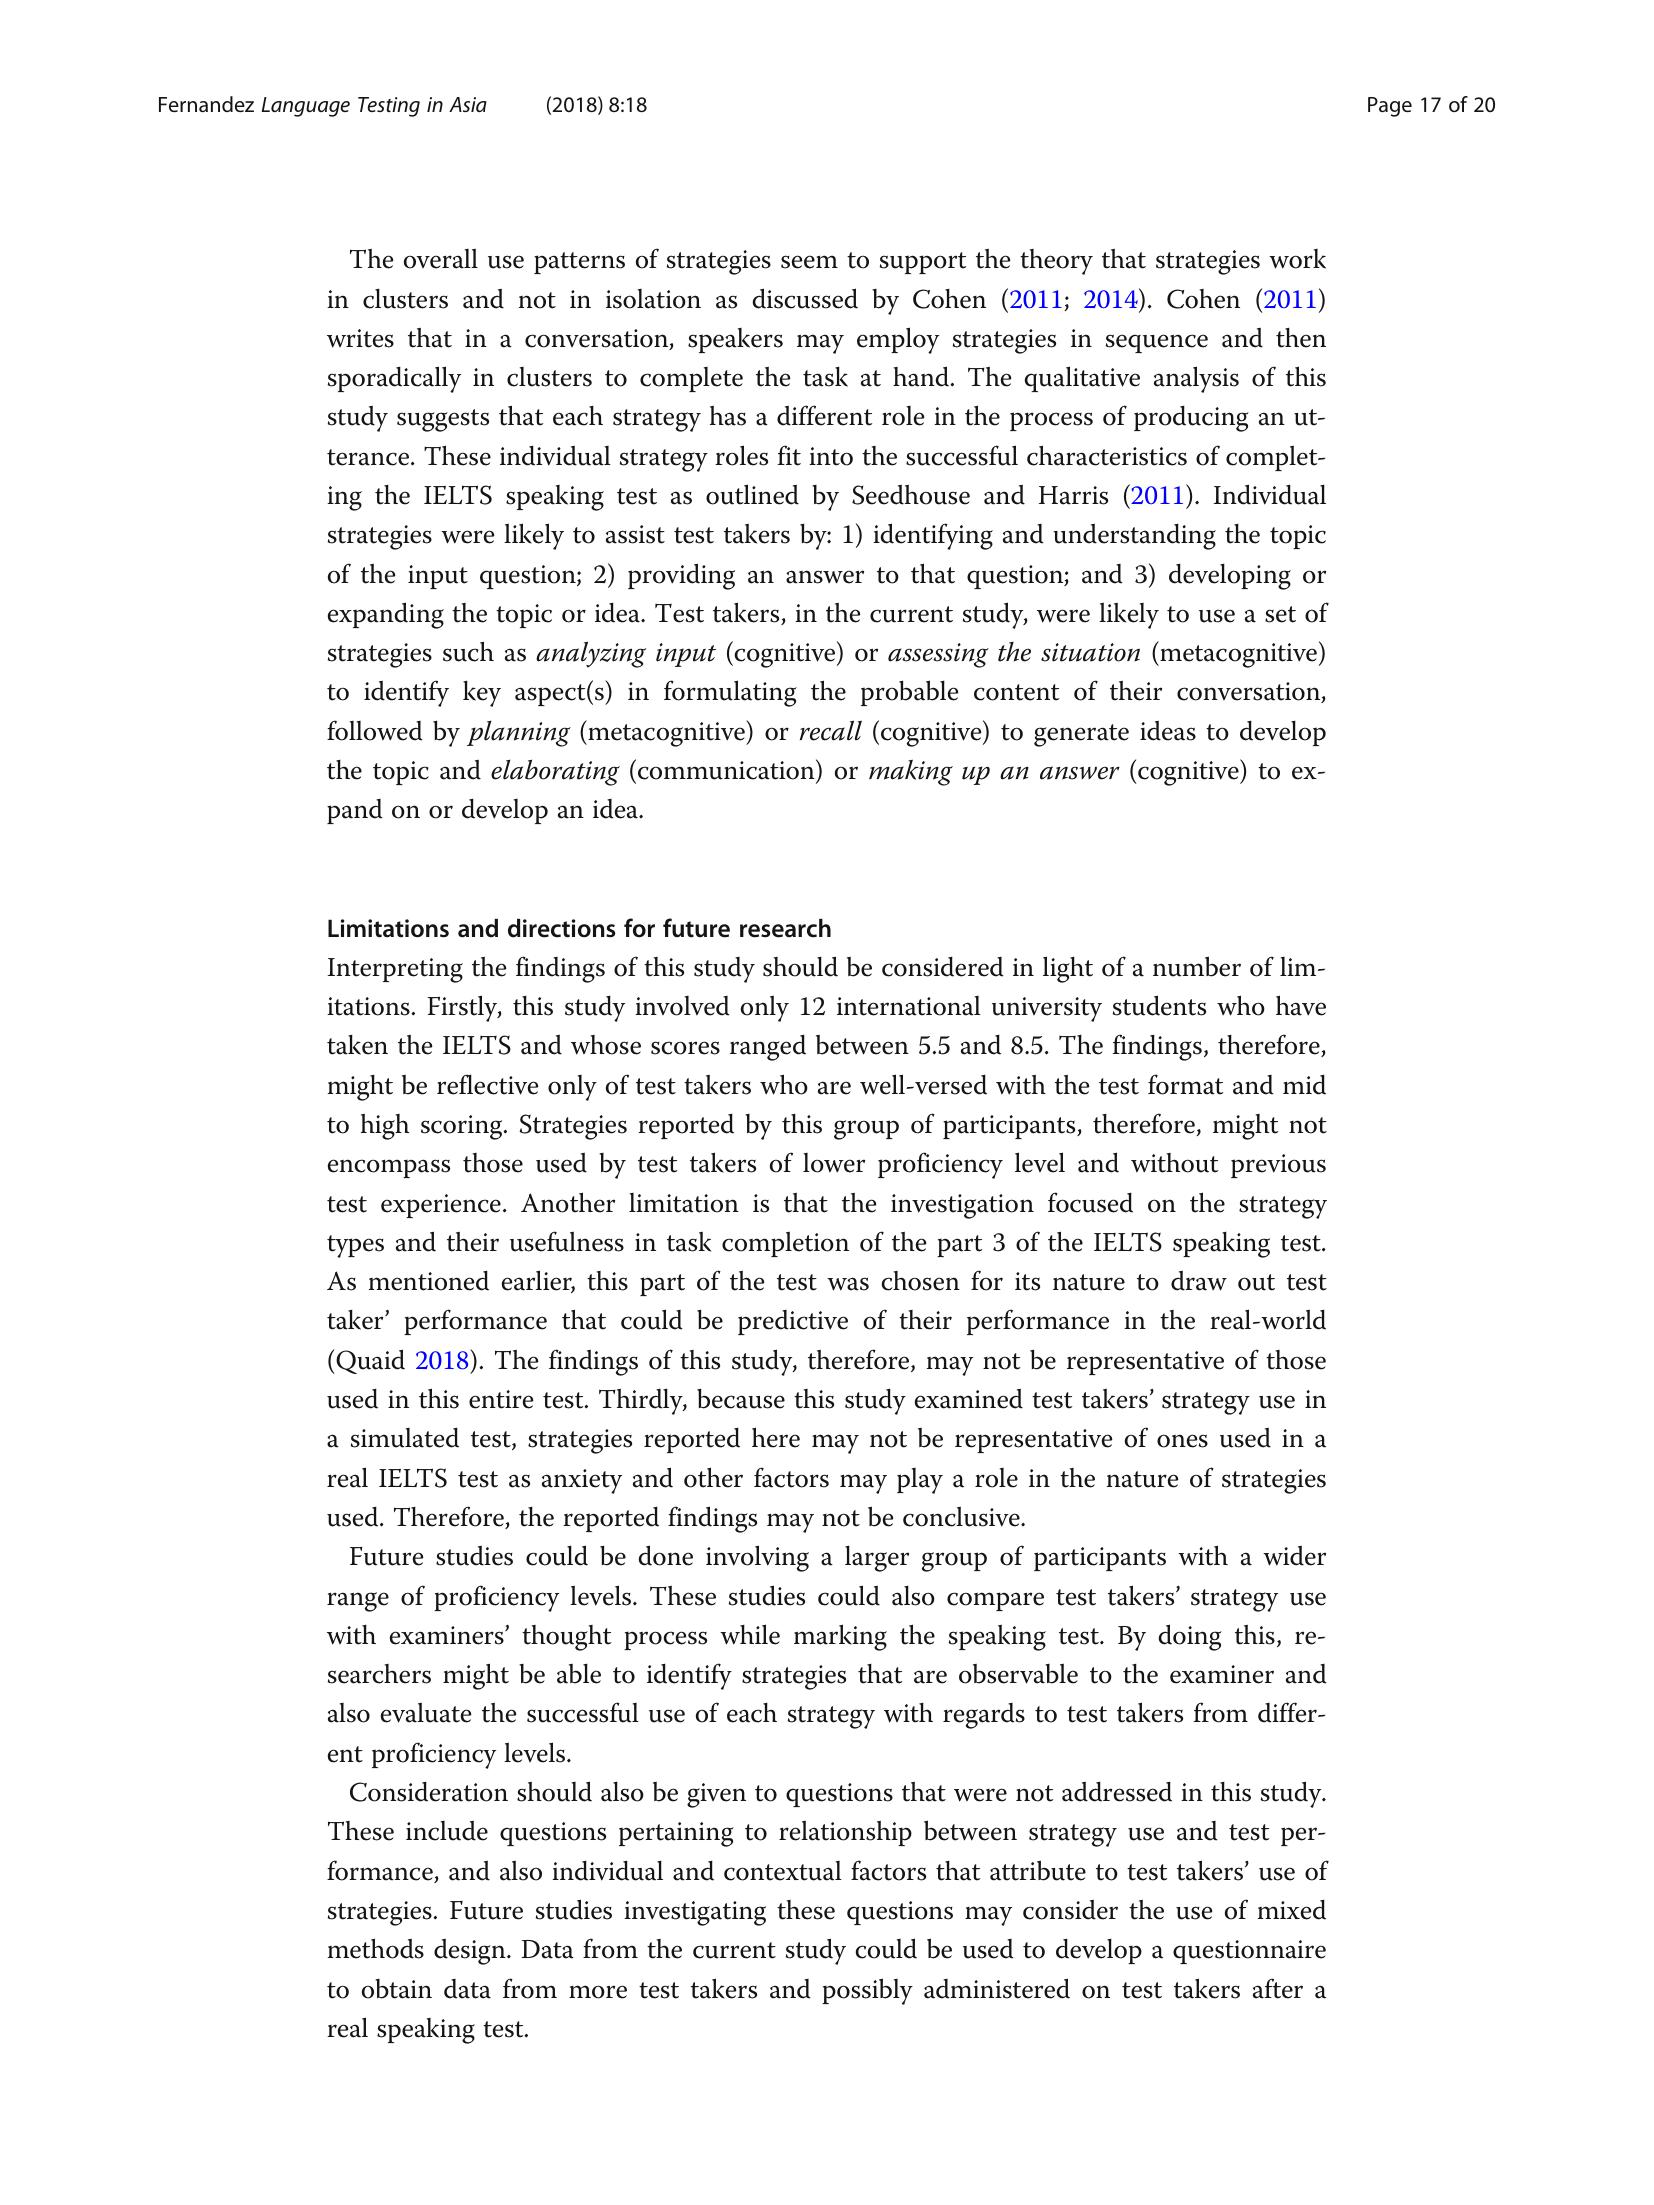 Fernandez Language Testing in Asia (2018) 8:18 Page 17 of 20
The overall use patterns of strategies seem to support the theory that strategies work
in clusters and not in isolation as discussed by Cohen (2011; 2014). Cohen (2011)
writes that in a conversation, speakers may employ strategies in sequence and then
sporadically in clusters to complete the task at hand. The qualitative analysis of this
study suggests that each strategy has a different role in the process of producing an ut-
terance. These individual strategy roles fit into the successful characteristics of complet-
ing the IELTS speaking test as outlined by Seedhouse and Harris (2011). Individual
strategies were likely to assist test takers by: 1) identifying and understanding the topic
of the input question; 2) providing an answer to that question; and 3) developing or
expanding the topic or idea. Test takers, in the current study, were likely to use a set of
strategies such as analyzing input (cognitive) or assessing the situation (metacognitive)
to identify key aspect(s) in formulating the probable content of their conversation,
followed by planning (metacognitive) or recall (cognitive) to generate ideas to develop
the topic and elaborating (communication) or making up an answer (cognitive) to ex-
pand on or develop an idea.
Limitations and directions for future research
Interpreting the findings of this study should be considered in light of a number of lim-
itations. Firstly, this study involved only 12 international university students who have
taken the IELTS and whose scores ranged between 5.5 and 8.5. The findings, therefore,
might be reflective only of test takers who are well-versed with the test format and mid
to high scoring. Strategies reported by this group of participants, therefore, might not
encompass those used by test takers of lower proficiency level and without previous
test experience. Another limitation is that the investigation focused on the strategy
types and their usefulness in task completion of the part 3 of the IELTS speaking test.
As mentioned earlier, this part of the test was chosen for its nature to draw out test
taker’ performance that could be predictive of their performance in the real-world
(Quaid 2018). The findings of this study, therefore, may not be representative of those
used in this entire test. Thirdly, because this study examined test takers’ strategy use in
a simulated test, strategies reported here may not be representative of ones used in a
real IELTS test as anxiety and other factors may play a role in the nature of strategies
used. Therefore, the reported findings may not be conclusive.
Future studies could be done involving a larger group of participants with a wider
range of proficiency levels. These studies could also compare test takers’ strategy use
with examiners’ thought process while marking the speaking test. By doing this, re-
searchers might be able to identify strategies that are observable to the examiner and
also evaluate the successful use of each strategy with regards to test takers from differ-
ent proficiency levels.
Consideration should also be given to questions that were not addressed in this study.
These include questions pertaining to relationship between strategy use and test per-
formance, and also individual and contextual factors that attribute to test takers’ use of
strategies. Future studies investigating these questions may consider the use of mixed
methods design. Data from the current study could be used to develop a questionnaire
to obtain data from more test takers and possibly administered on test takers after a
real speaking test.